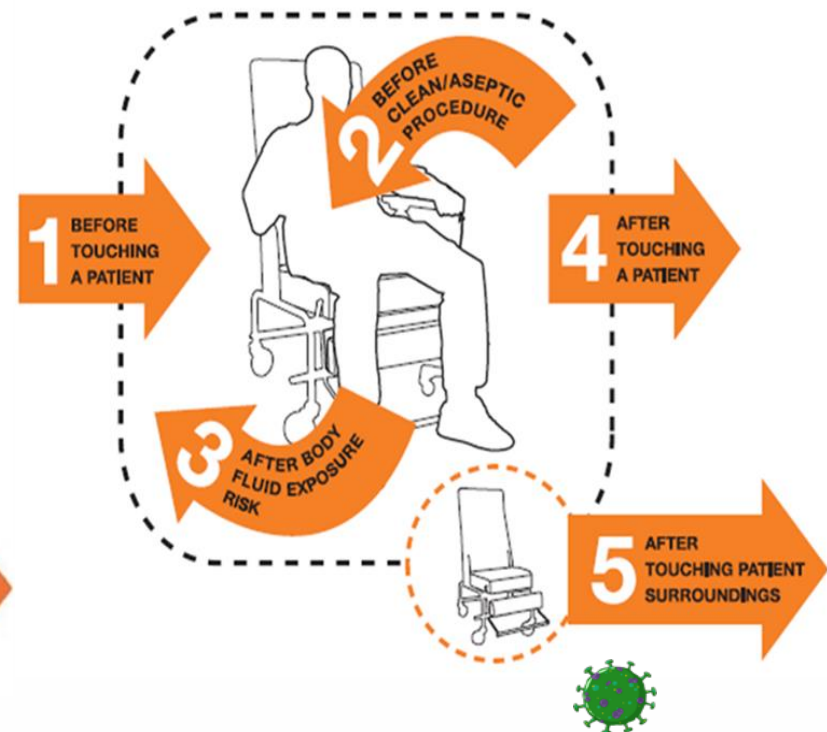 1
BEFORE
TOUCHING
A PATIENT
2
BEFORE
CLEAN/ASEPTIC
PROCEDURE
3
AFTER BODY
FLUID EXPOSURE
RISK
4
AFTER
TOUCHING
A PATIENT
5
AFTER
TOUCHING PATIENT
SURROUNDINGS